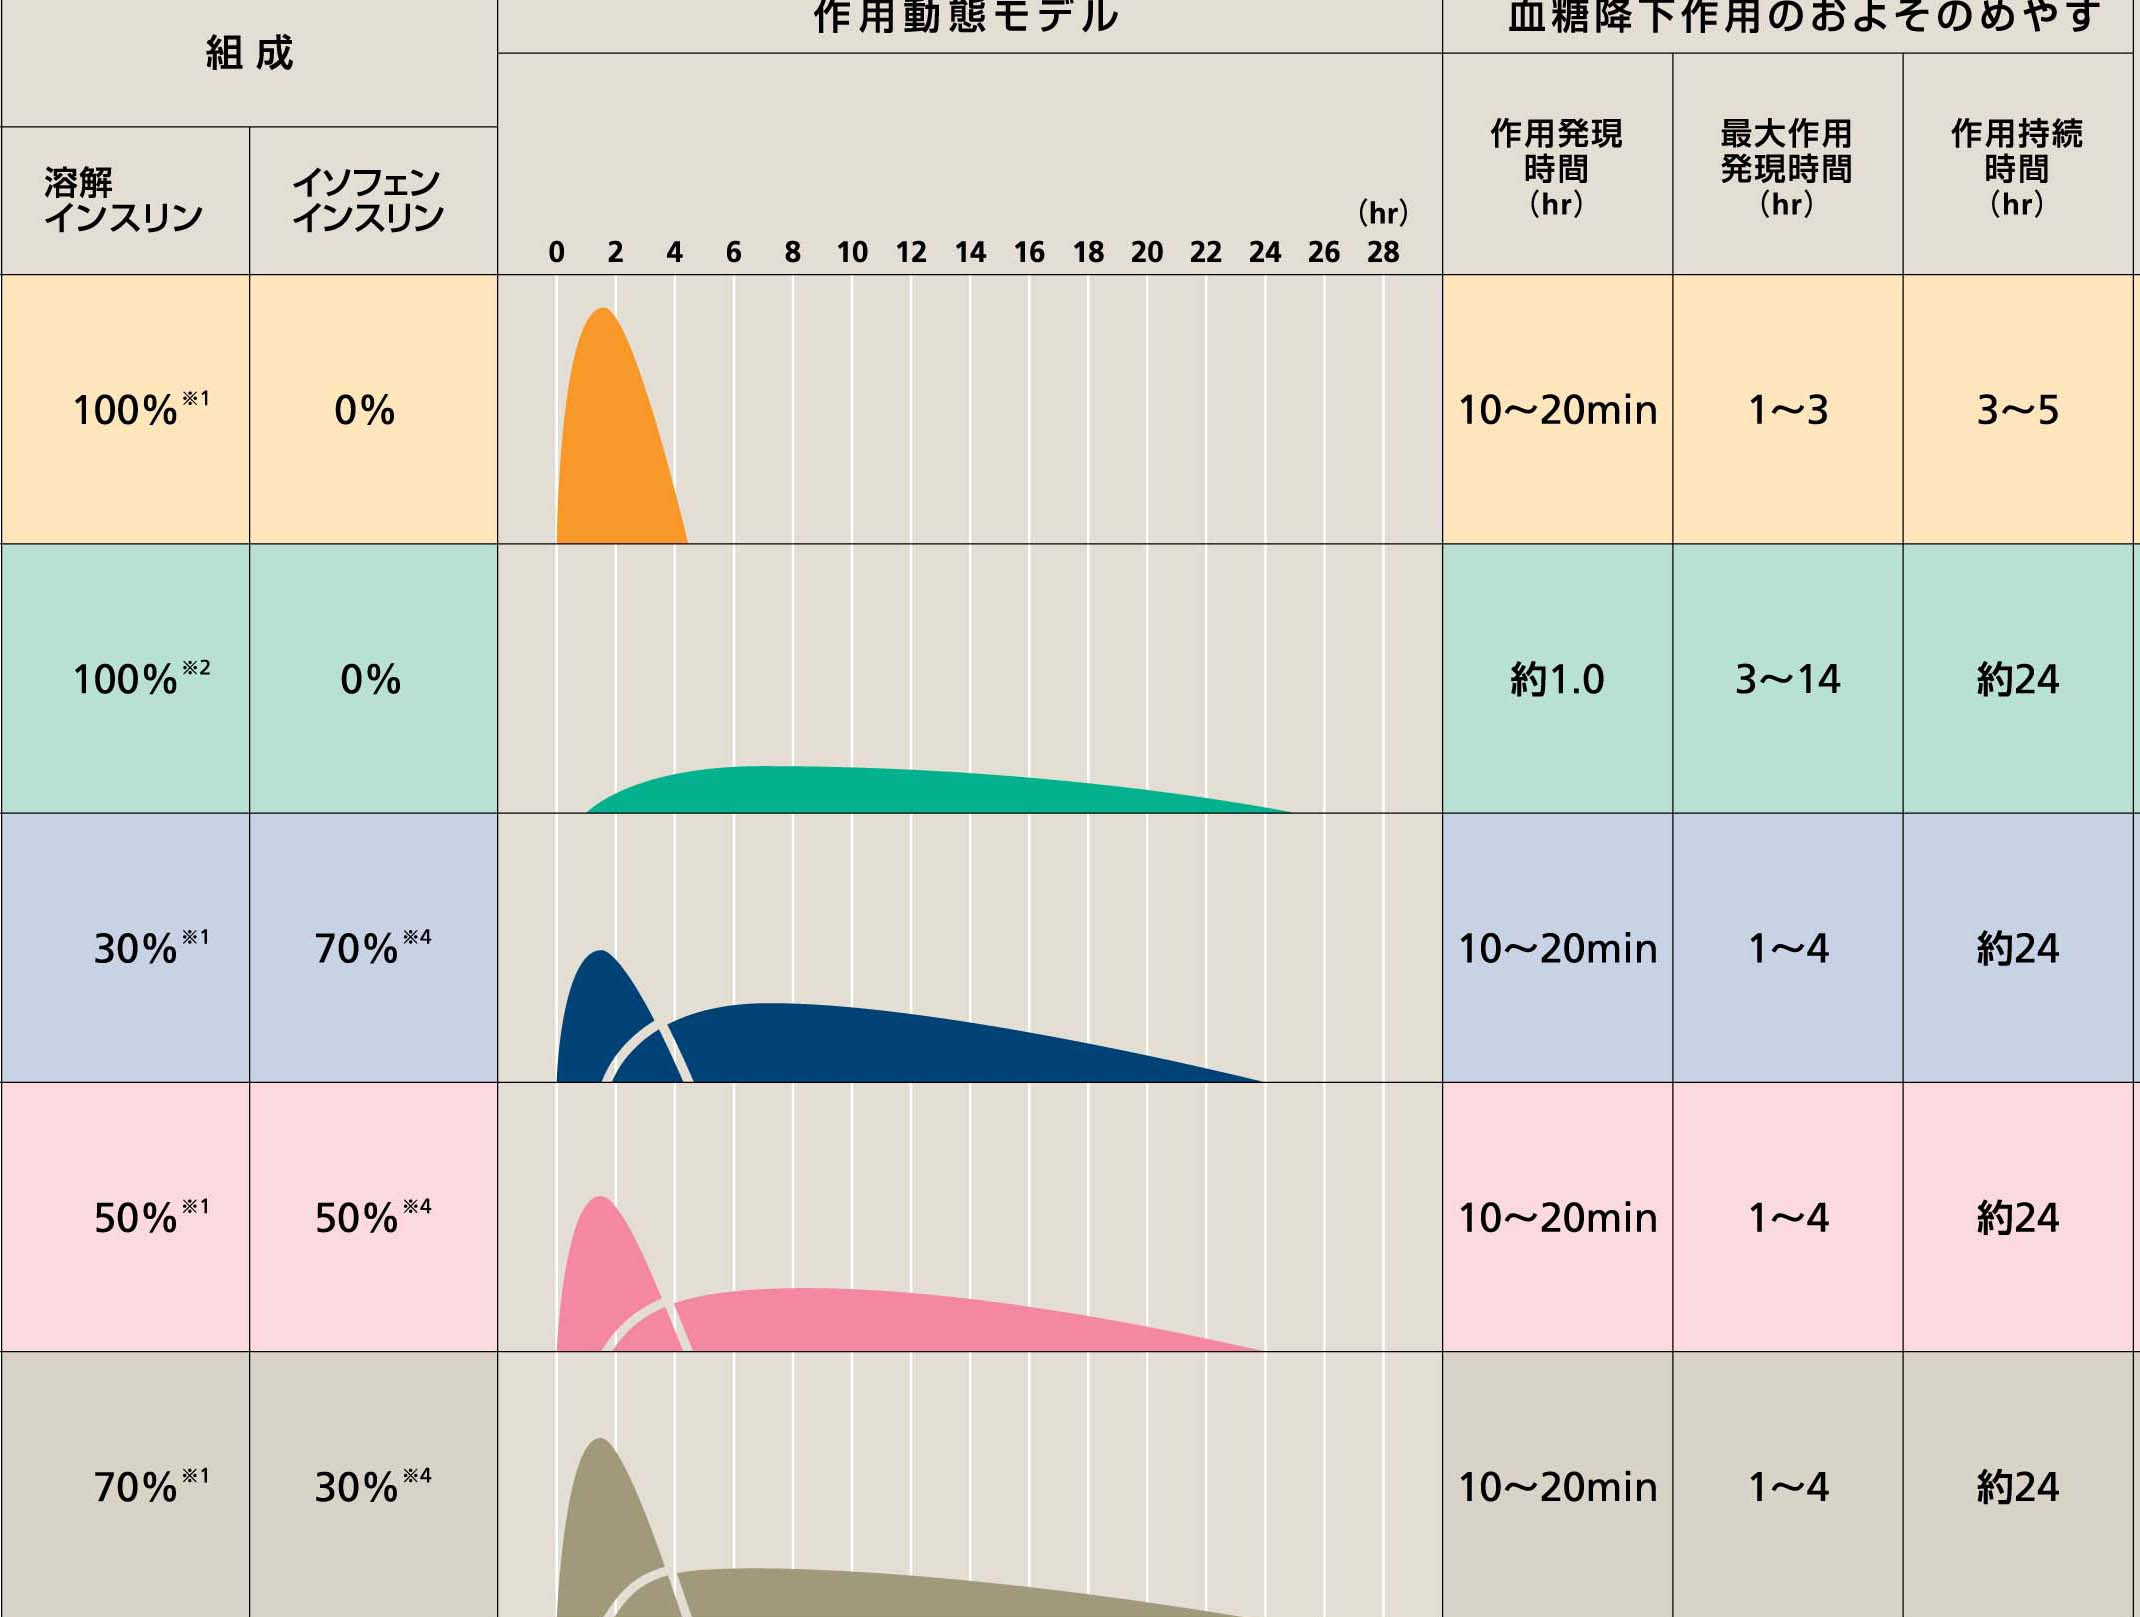 組成
作用動態モデル
血糖降下作用のおよそのめやす
溶解
インスリン
イソフェン
インスリン
(hr)
0 2 4 6 8 10 12 14 16 18 20 22 24 26 28
作用発現
時間
(hr)
最大作用
発現時間
(hr)
作用持続
時間
(hr)
100%※1 0% 10〜20min 1〜3 3〜5
100%※2 0% 約1.0 3〜14 約24
30%※1 70%※4 10〜20min 1〜4 約24
50%※1 50%※4 10〜20min 1〜4 約24
70%※1 30%※4 10〜20min 1〜4 約24